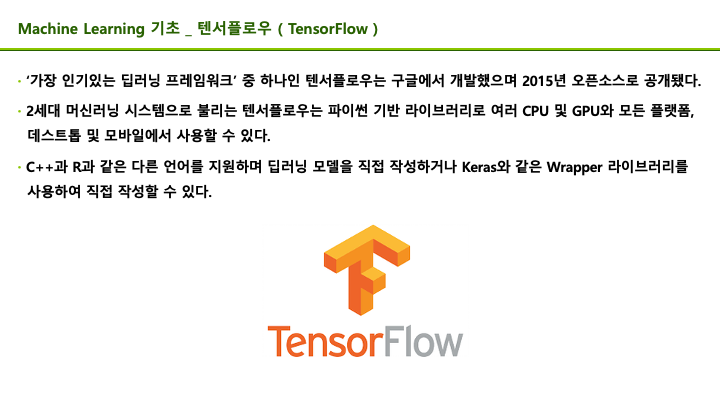 Machine Learning 기초 _ 텐서플로우 ( TensorFlow )
· '가장 인기있는 딥러닝 프레임워크' 중 하나인 텐서플로우는 구글에서 개발했으며 2015년 오픈소스로 공개됐다.
· 2세대 머신러닝 시스템으로 불리는 텐서플로우는 파이썬 기반 라이브러리로 여러 CPU 및 GPU와 모든 플랫폼,
데스트톱 및 모바일에서 사용할 수 있다.
· C++과 R과 같은 다른 언어를 지원하며 딥러닝 모델을 직접 작성하거나 Keras와 같은 Wrapper 라이브러리를
사용하여 직접 작성할 수 있다.
TensorFlow